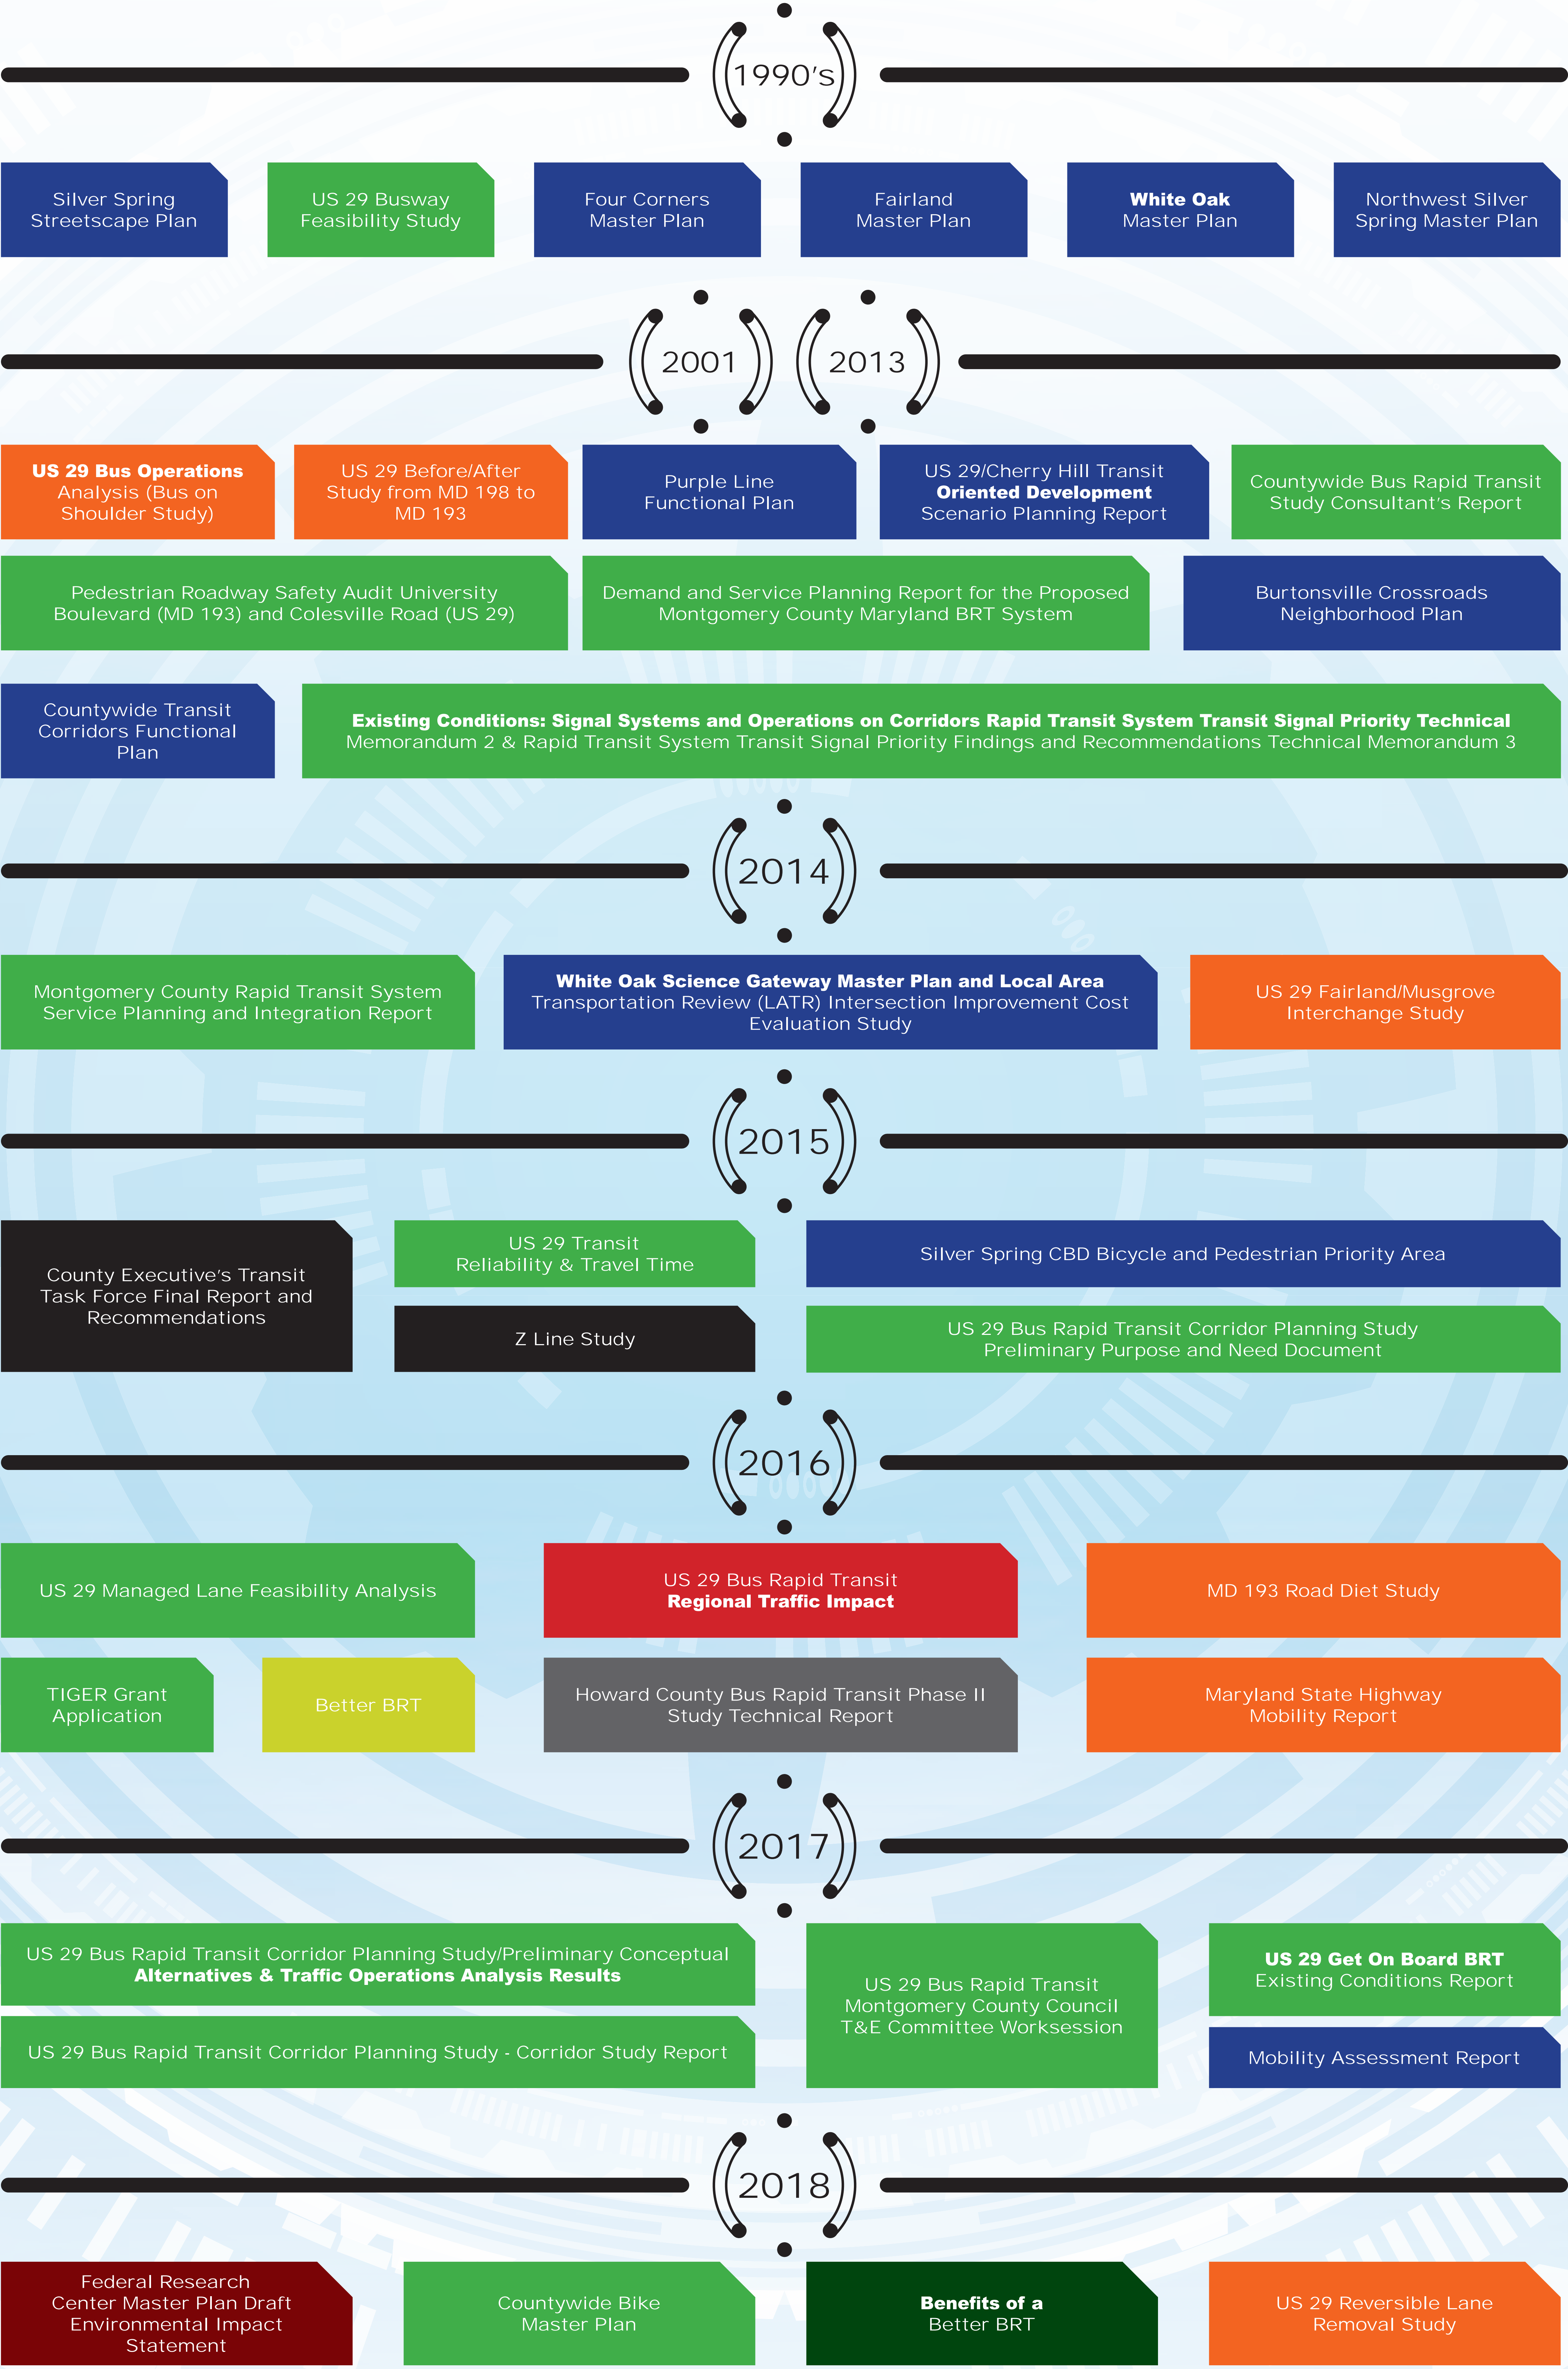 1990's
Silver Spring
Streetscape Plan
US 29 Busway
Feasibility Study
Four Corners
Master Plan
Fairland
Master Plan
White Oak
Master Plan
Northwest Silver
Spring Master Plan
2001
2013
US 29 Bus Operations
Analysis (Bus on
Shoulder Study)
US 29 Before/After
Study from MD 198 to
MD 193
Purple Line
Functional Plan
US 29/Cherry Hill Transit
Oriented Development
Scenario Planning Report
Countywide Bus Rapid Transit
Study Consultant's Report
Pedestrian Roadway Safety Audit University
Boulevard (MD 193) and Colesville Road (US 29)
Demand and Service Planning Report for the Proposed
Montgomery County Maryland BRT System
Burtonsville Crossroads
Neighborhood Plan
Countywide Transit
Corridors Functional
Plan
Existing Conditions: Signal Systems and Operations on Corridors Rapid Transit System Transit Signal Priority Technical
Memorandum 2 & Rapid Transit System Transit Signal Priority Findings and Recommendations Technical Memorandum 3
2014
Montgomery County Rapid Transit System
Service Planning and Integration Report
White Oak Science Gateway Master Plan and Local Area
Transportation Review (LATR) Intersection Improvement Cost
Evaluation Study
US 29 Fairland/Musgrove
Interchange Study
2015
County Executive's Transit
Task Force Final Report and
Recommendations
US 29 Transit
Reliability & Travel Time
Z Line Study
Silver Spring CBD Bicycle and Pedestrian Priority Area
US 29 Bus Rapid Transit Corridor Planning Study
Preliminary Purpose and Need Document
2016
US 29 Managed Lane Feasibility Analysis
US 29 Bus Rapid Transit
Regional Traffic Impact
MD 193 Road Diet Study
TIGER Grant
Application
Better BRT
Howard County Bus Rapid Transit Phase II
Study Technical Report
Maryland State Highway
Mobility Report
2017
US 29 Bus Rapid Transit Corridor Planning Study/Preliminary Conceptual
Alternatives & Traffic Operations Analysis Results
US 29 Bus Rapid Transit Corridor Planning Study - Corridor Study Report
US 29 Bus Rapid Transit
Montgomery County Council
T&E Committee Worksession
US 29 Get On Board BRT
Existing Conditions Report
Mobility Assessment Report
2018
Federal Research
Center Master Plan Draft
Environmental Impact
Statement
Countywide Bike
Master Plan
Benefits of a
Better BRT
US 29 Reversible Lane
Removal Study